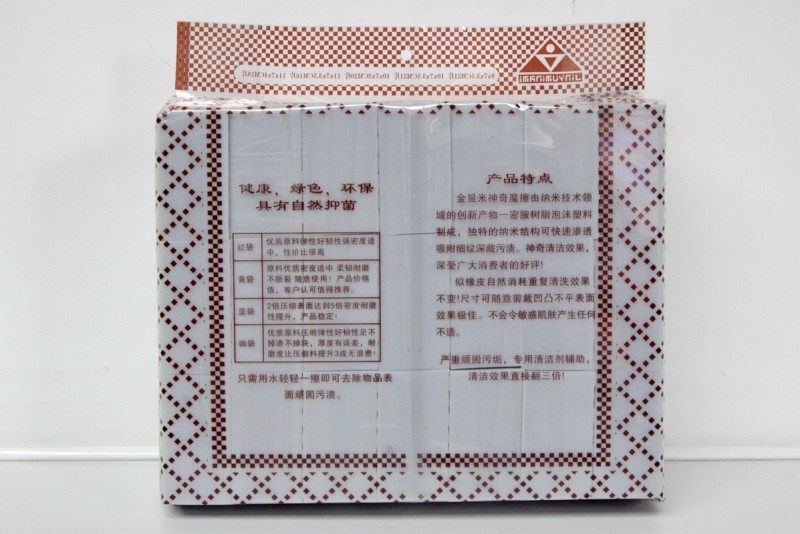 健康，绿色，环保
具有自然抑菌
红袋 优质原料弹性好韧性强密度适
中，性价比很高
黄袋 原料优质密度适中 柔韧耐磨
不断裂 随磨使用！产品价格
值，客户认可值得推荐。
蓝袋 2倍压缩表面达到5倍密度耐磨
性提升，产品稳定！
咖袋 优质原料压缩弹性好韧性足不
掉渣不掉块，厚度有误差，耐
磨度比压缩料提升3成无浪费！
只需用水轻轻一擦即可去除物品表
面顽固污渍。
产品特点
金昱米神奇魔擦由纳米技术领
域的创新产物一密胺树脂泡沫塑料
制成，独特的纳米结构可快速渗透
吸附细纹深藏污渍。神奇清洁效果，
深受广大消费者的好评！
似橡皮自然消耗重复清洗效果
不变！尺寸可随意剪裁凹凸不平表面
效果极佳。不会令敏感肌肤产生任何
不适。
严重顽固污垢，专用清洁剂辅助，
清洁效果直接翻三倍！